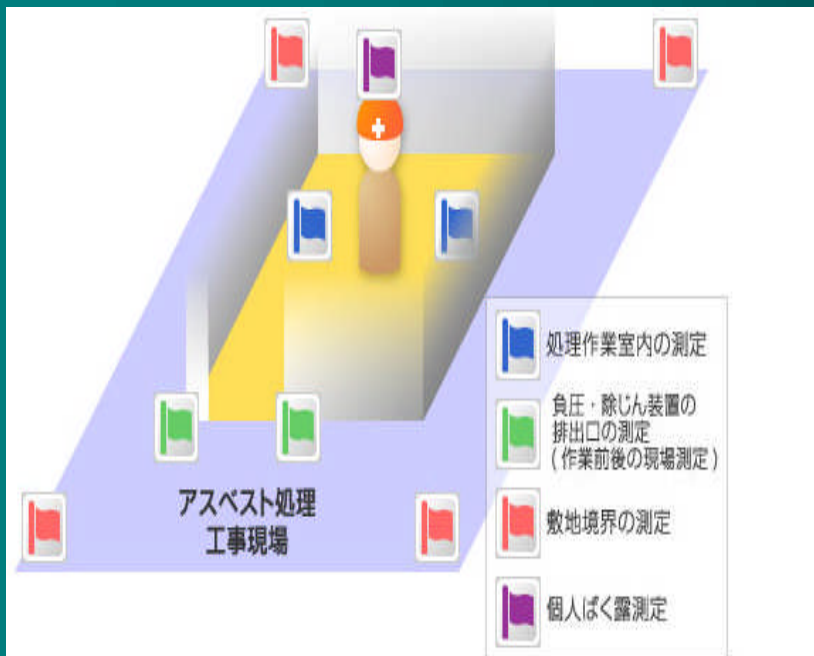 アスベスト処理
工事現場
処理作業室内の測定
負圧・除じん装置の
排出口の測定
(作業前後の現場測定)
敷地境界の測定
個人ばく露測定